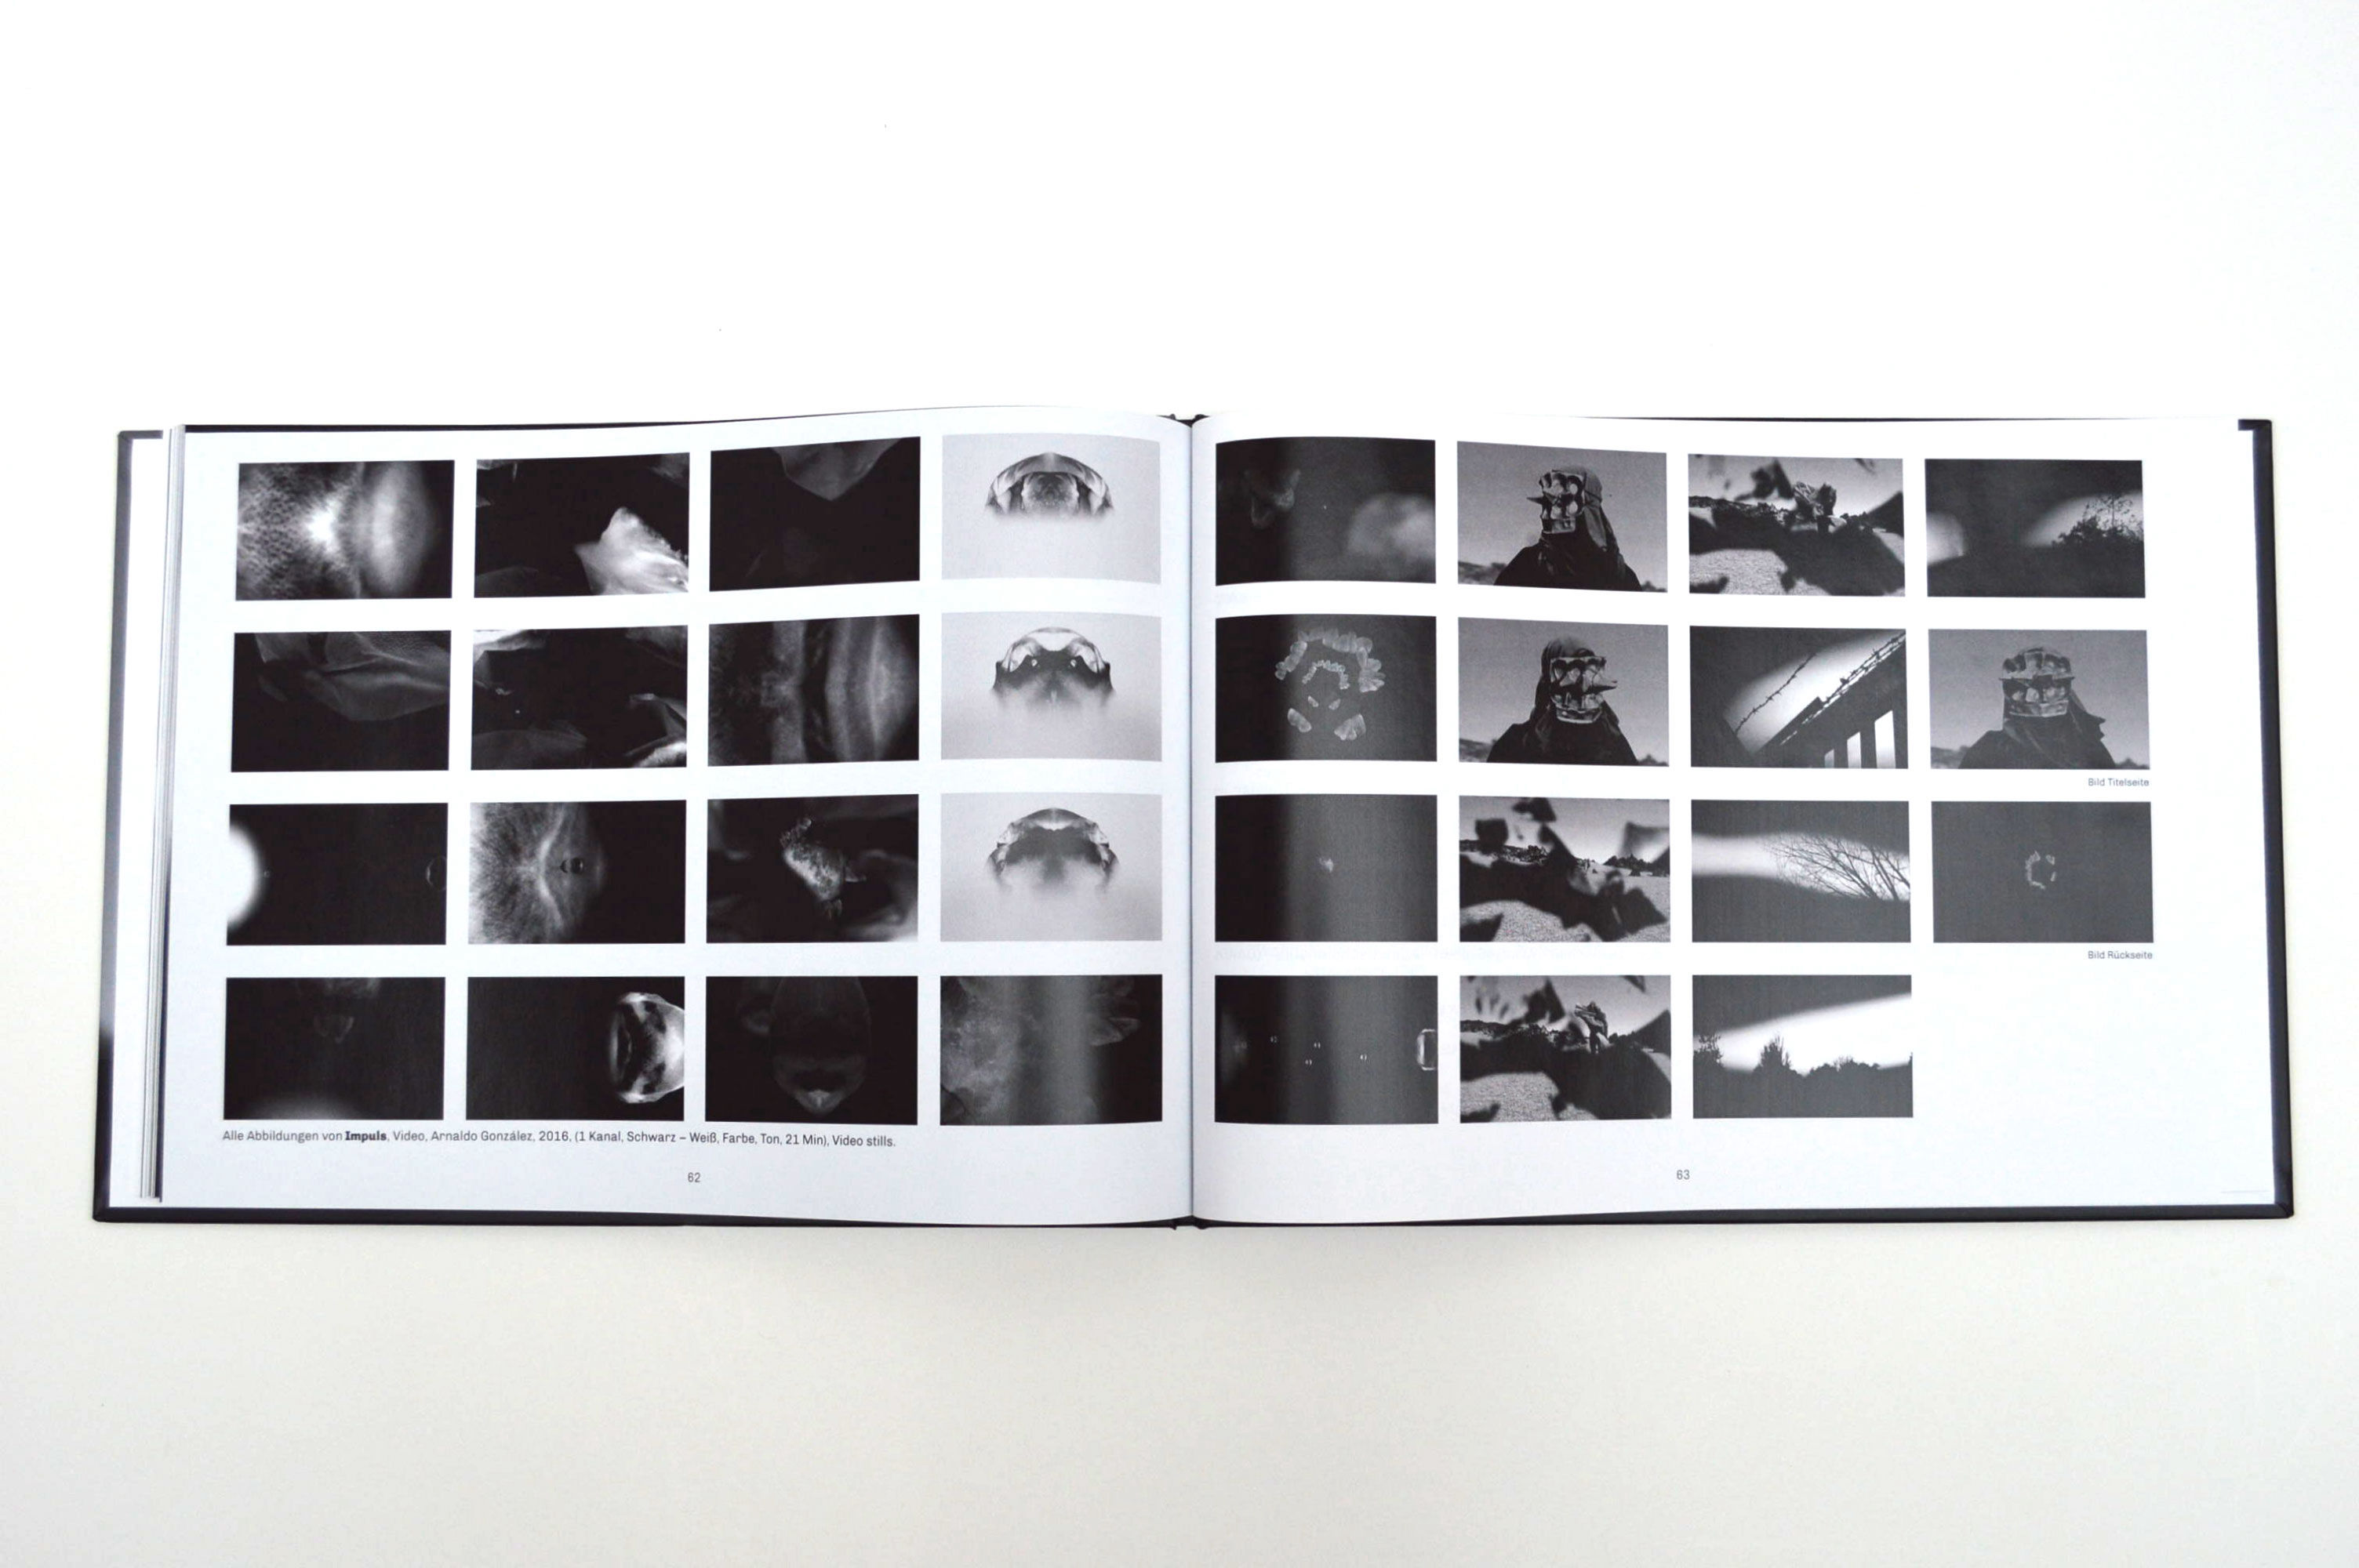 Alle Abbildungen von Impuls, Video, Arnaldo González, 2016, (1 Kanal, Schwarz – Weiß, Farbe, Ton, 21 Min), Video stills.
62
Bild Titelseite
Bild Rückseite
63